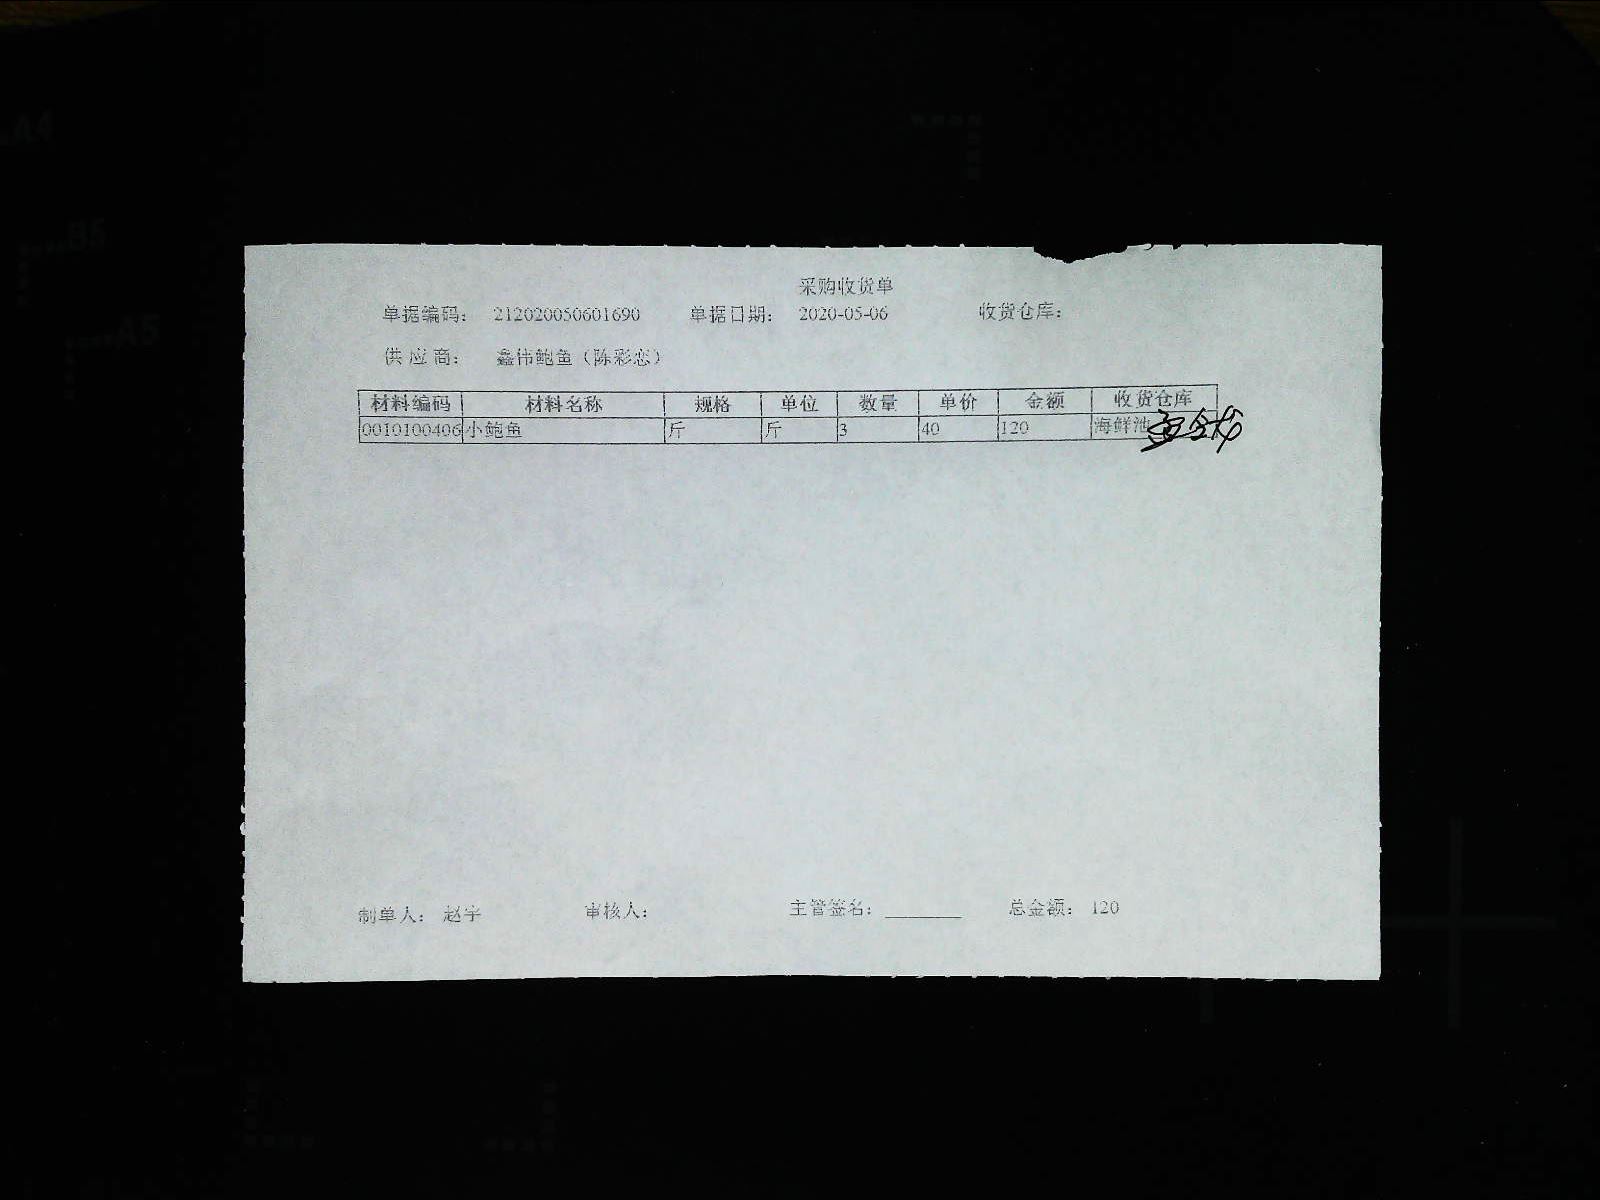 采购收货单
单据编码： 212020050601690 单据日期： 2020-05-06 收货仓库：
供 应 商： 鑫伟鲍鱼（陈彩恋）
材料编码 材料名称 规格 单位 数量 单价 金额 收货仓库
0010100406 小鲍鱼 斤 斤 3 40 120 海鲜池
制单人： 赵宇 审核人： 主管签名： 总金额： 120
A4
B5
A5